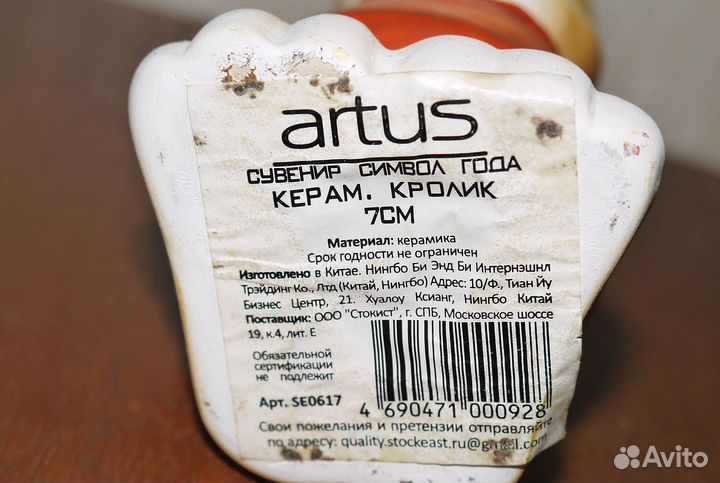 artus
СУВЕНИР СИМВОЛ ГОДА
КЕРАМ. КРОЛИК
7СМ
Материал: керамика
Срок годности не ограничен
Изготовлено в Китае. Нингбо Би Энд Би Интернэшнл
Трэйдинг Ко., Лтд (Китай, Нингбо) Адрес: 10/Ф., Тиан Йу
Бизнес Центр, 21. Хуалоу Ксианг, Нингбо Китай
Поставщик: ООО "Стокист", г. СПБ, Московское шоссе
19, к.4, лит. Е
Обязательной
сертификации
не подлежит
Арт. SE0617
4 690471 000928
Свои пожелания и претензии отправляйте
по адресу: quality.stockeast.ru@gmail.com
Avito